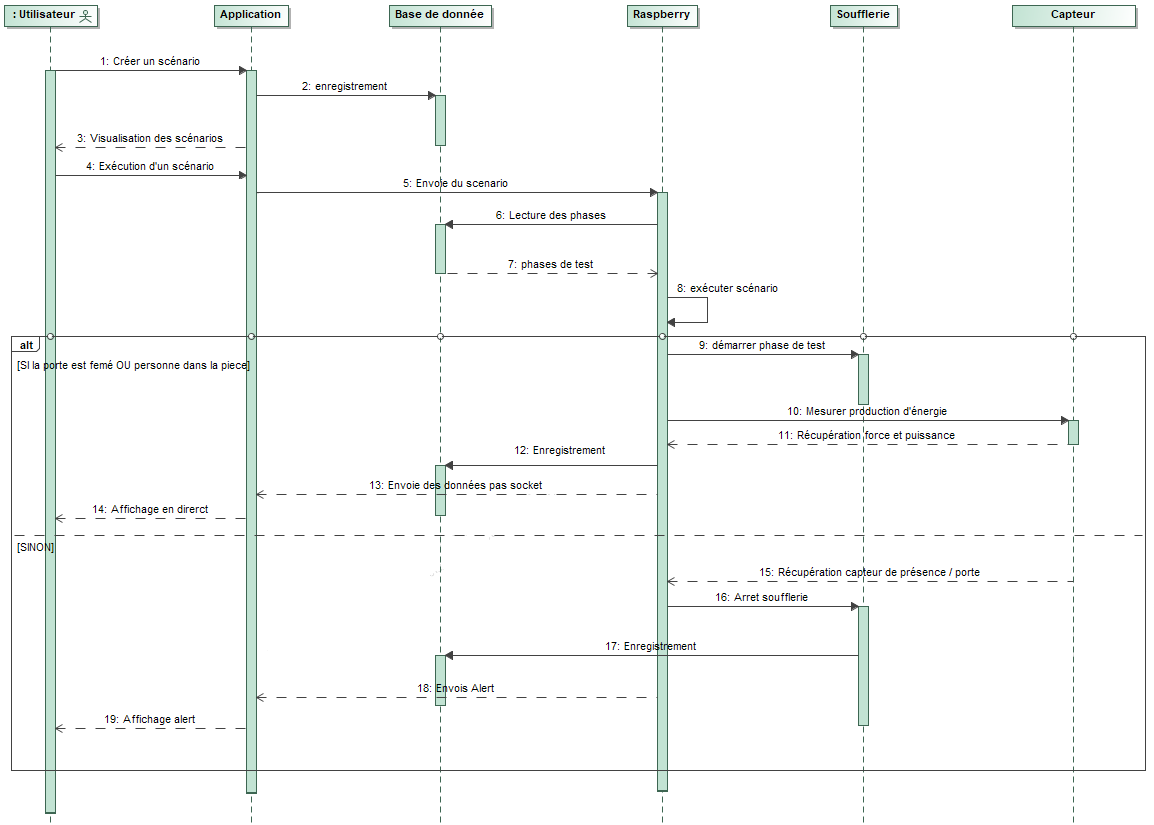 : Utilisateur
Application
Base de donnée
Raspberry
Soufflerie
Capteur
1: Créer un scénario
2: enregistrement
3: Visualisation des scénarios
4: Exécution d'un scénario
5: Envoie du scenario
6: Lecture des phases
7: phases de test
8: exécuter scénario
alt
9: démarrer phase de test
[SI la porte est femé OU personne dans la piece]
10: Mesurer production d'énergie
11: Récupération force et puissance
12: Enregistrement
13: Envoie des données pas socket
14: Affichage en direrct
[SINON]
15: Récupération capteur de présence / porte
16: Arret soufflerie
17: Enregistrement
18: Envois Alert
19: Affichage alert